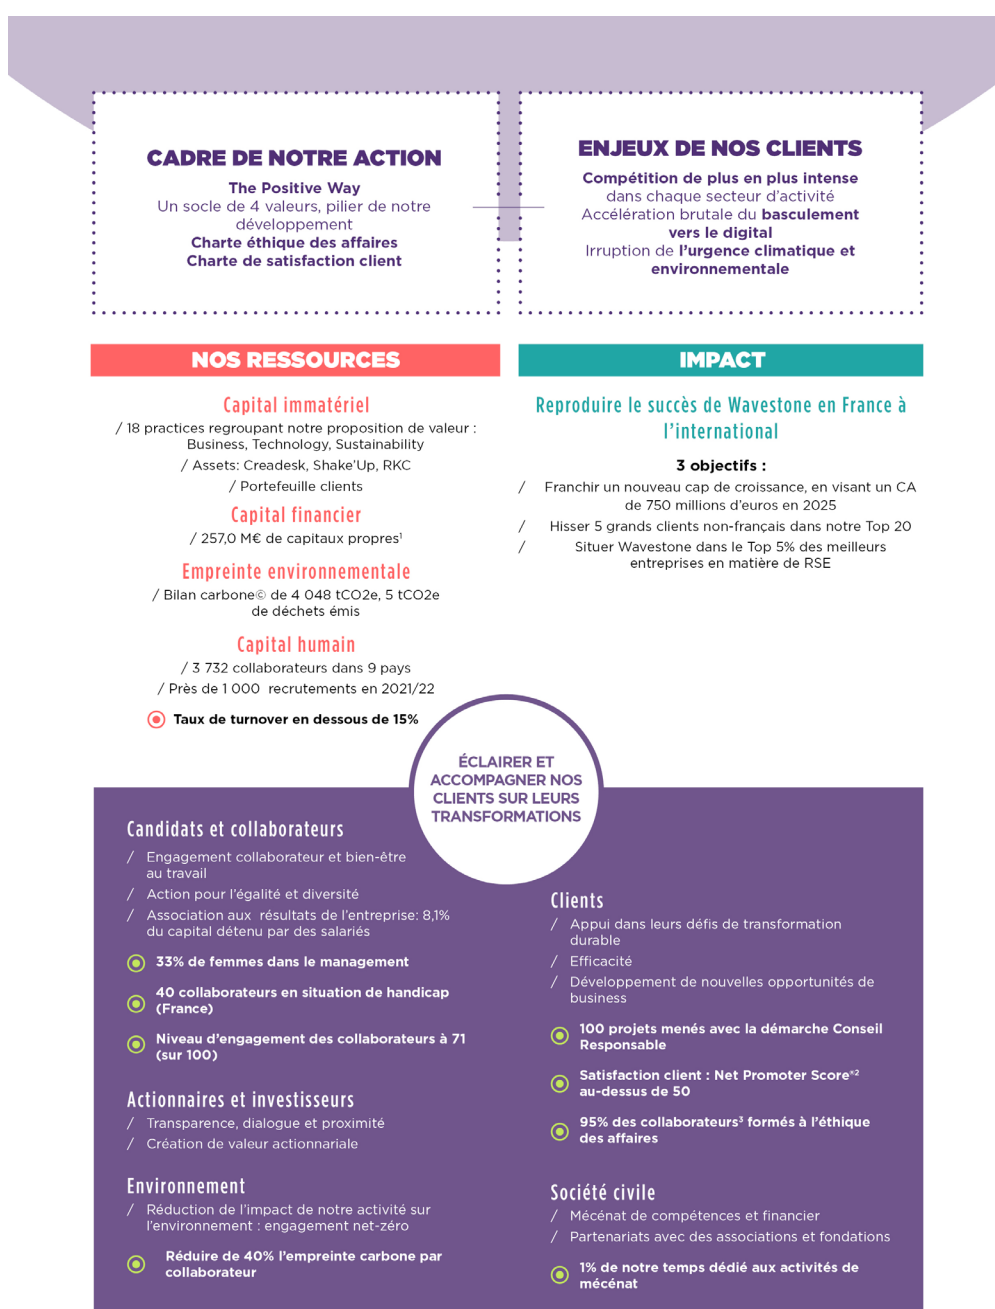 CADRE DE NOTRE ACTION
The Positive Way
Un socle de 4 valeurs, pilier de notre
développement
Charte éthique des affaires
Charte de satisfaction client
ENJEUX DE NOS CLIENTS
Compétition de plus en plus intense
dans chaque secteur d'activité
Accélération brutale du basculement
vers le digital
Irruption de l'urgence climatique et
environnementale
NOS RESSOURCES
Capital immatériel
/ 18 practices regroupant notre proposition de valeur :
Business, Technology, Sustainability
/ Assets: Creadesk, Shake'Up, RKC
/ Portefeuille clients
Capital financier
/ 257,0 M€ de capitaux propres¹
Empreinte environnementale
/ Bilan carbone© de 4 048 tCO2e, 5 tCO2e
de déchets émis
Capital humain
/ 3 732 collaborateurs dans 9 pays
/ Près de 1 000 recrutements en 2021/22
Taux de turnover en dessous de 15%
IMPACT
Reproduire le succès de Wavestone en France à
l'international
3 objectifs :
/ Franchir un nouveau cap de croissance, en visant un CA
de 750 millions d'euros en 2025
/ Hisser 5 grands clients non-français dans notre Top 20
/ Situer Wavestone dans le Top 5% des meilleurs
entreprises en matière de RSE
ÉCLAIRER ET
ACCOMPAGNER NOS
CLIENTS SUR LEURS
TRANSFORMATIONS
Candidats et collaborateurs
/ Engagement collaborateur et bien-être
au travail
/ Action pour l'égalité et diversité
/ Association aux résultats de l'entreprise: 8,1%
du capital détenu par des salariés
33% de femmes dans le management
40 collaborateurs en situation de handicap
(France)
Niveau d'engagement des collaborateurs à 71
(sur 100)
Actionnaires et investisseurs
/ Transparence, dialogue et proximité
/ Création de valeur actionnariale
Environnement
/ Réduction de l'impact de notre activité sur
l'environnement : engagement net-zéro
Réduire de 40% l'empreinte carbone par
collaborateur
Clients
/ Appui dans leurs défis de transformation
durable
/ Efficacité
/ Développement de nouvelles opportunités de
business
100 projets menés avec la démarche Conseil
Responsable
Satisfaction client : Net Promoter Score®²
au-dessus de 50
95% des collaborateurs³ formés à l'éthique
des affaires
Société civile
/ Mécénat de compétences et financier
/ Partenariats avec des associations et fondations
1% de notre temps dédié aux activités de
mécénat